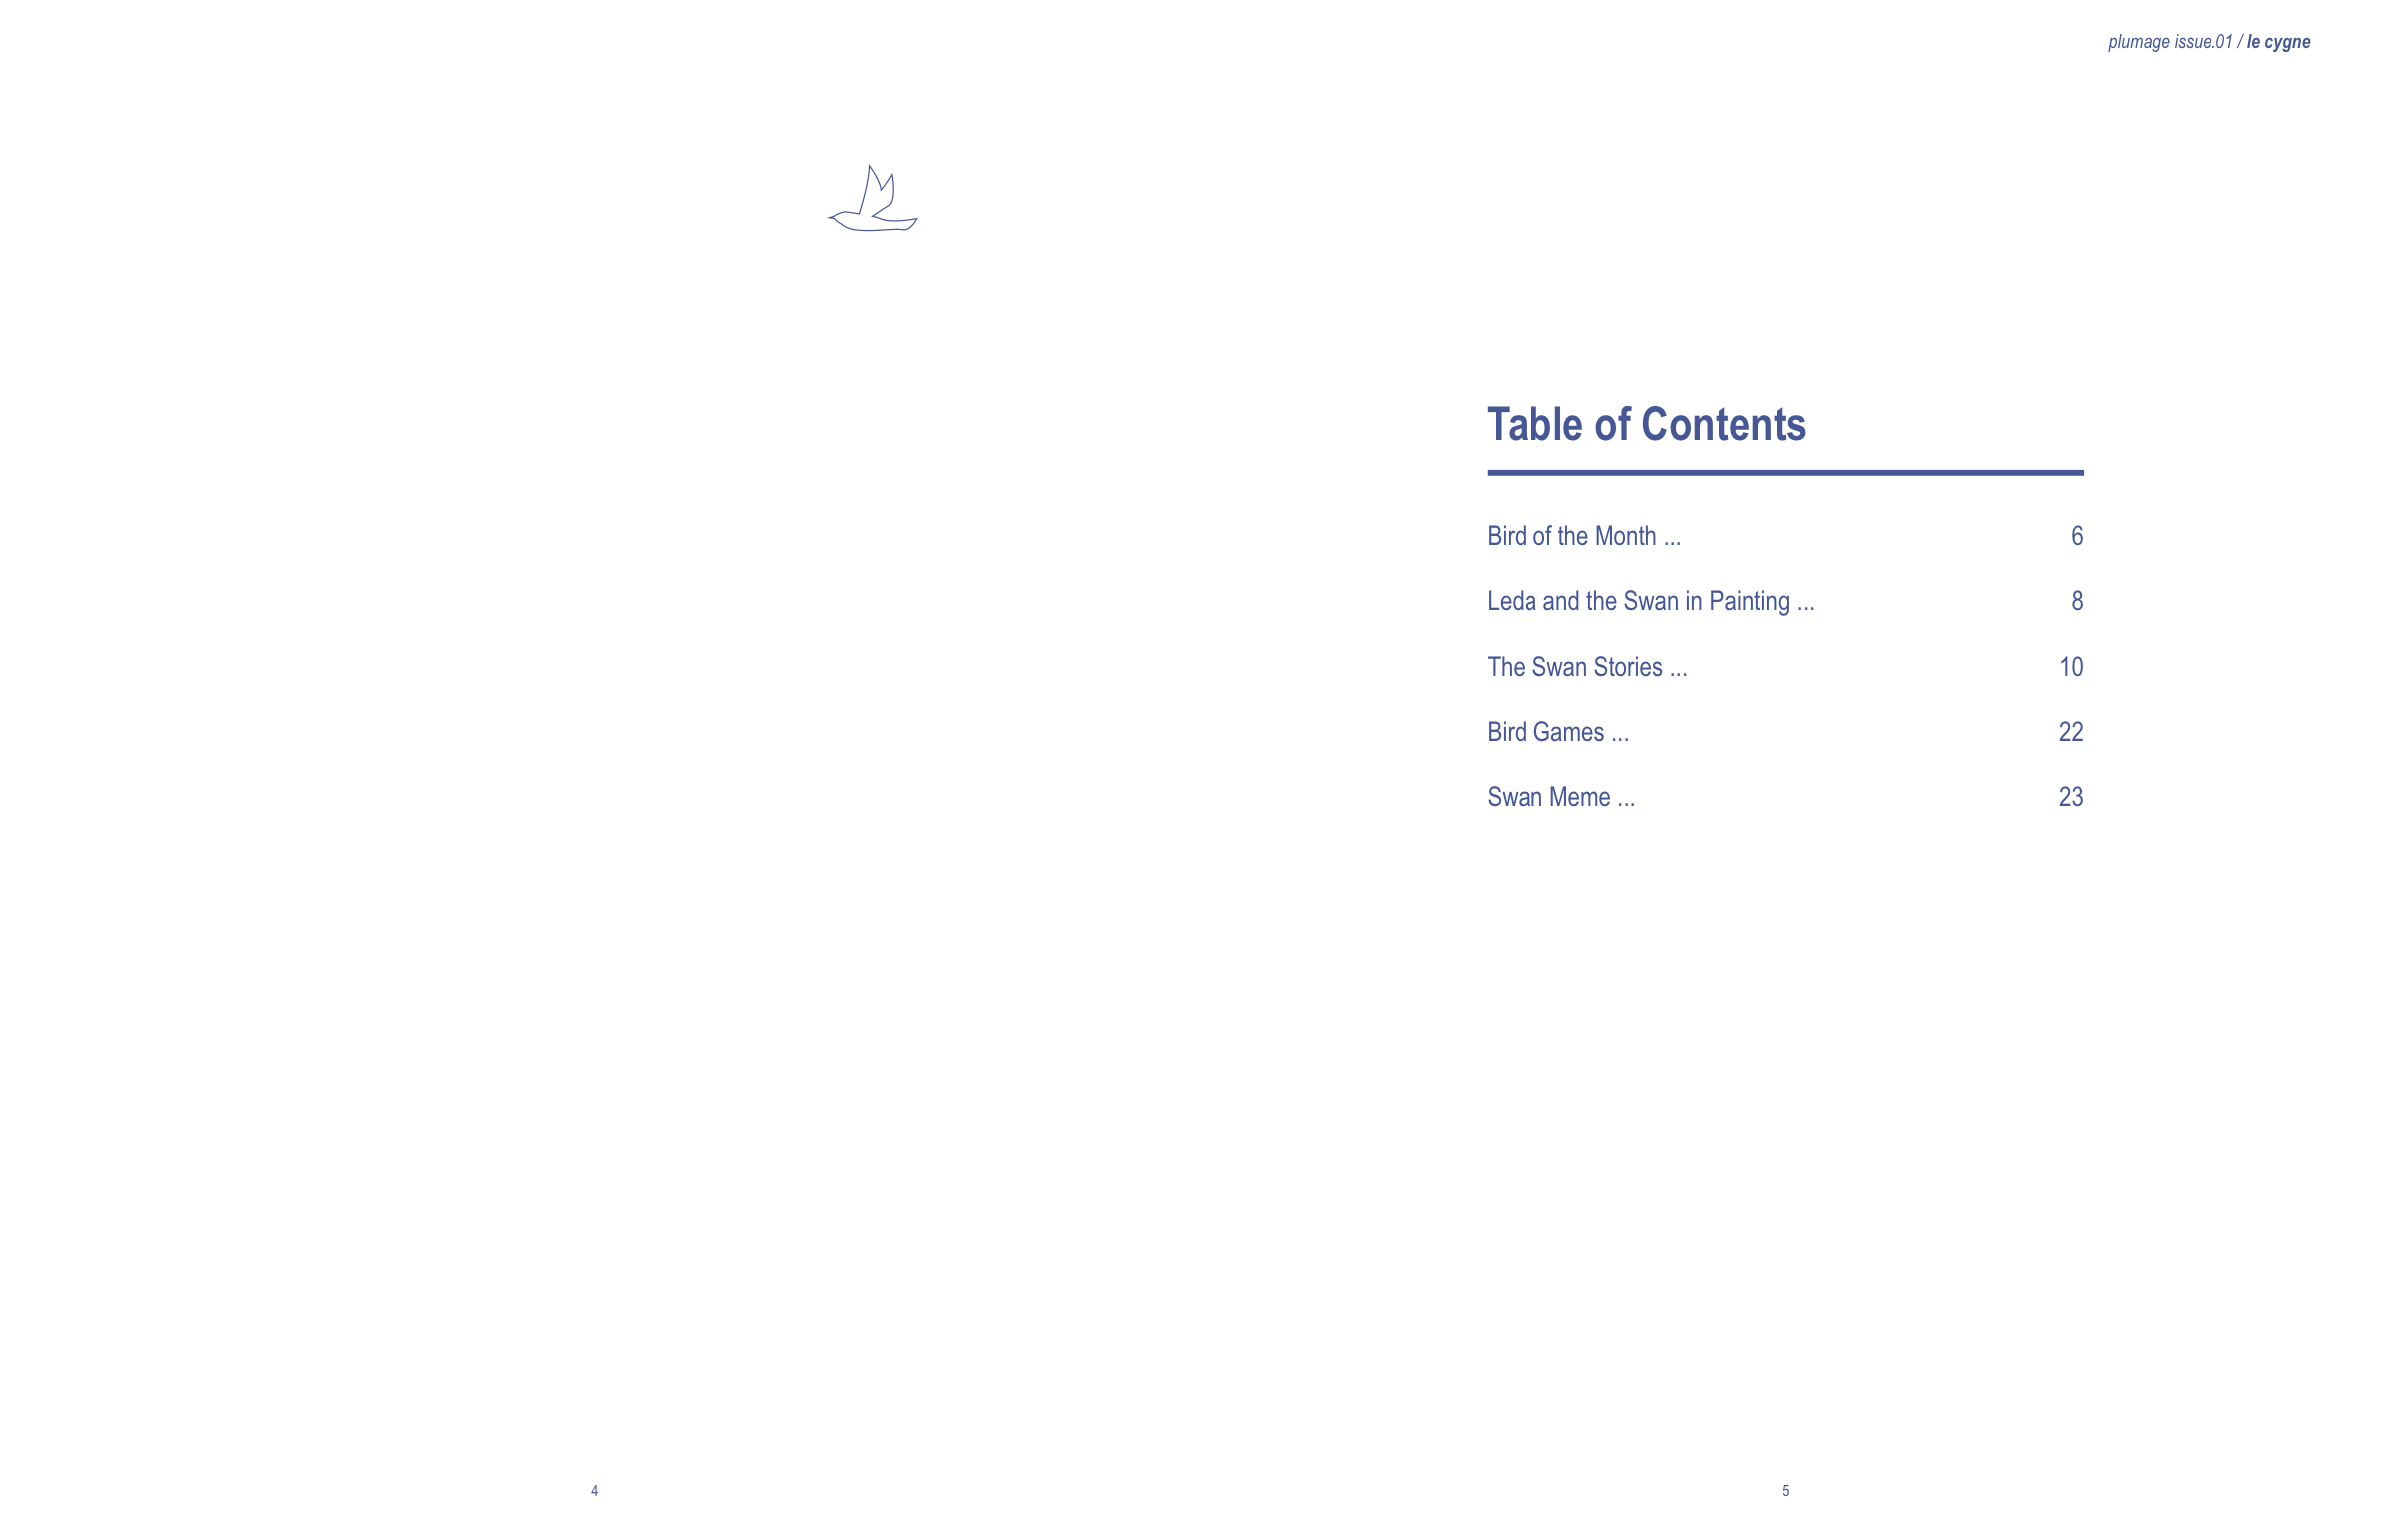 plumage issue.01 / le cygne
Table of Contents
Bird of the Month ... 6
Leda and the Swan in Painting ... 8
The Swan Stories ... 10
Bird Games ... 22
Swan Meme ... 23
4
5